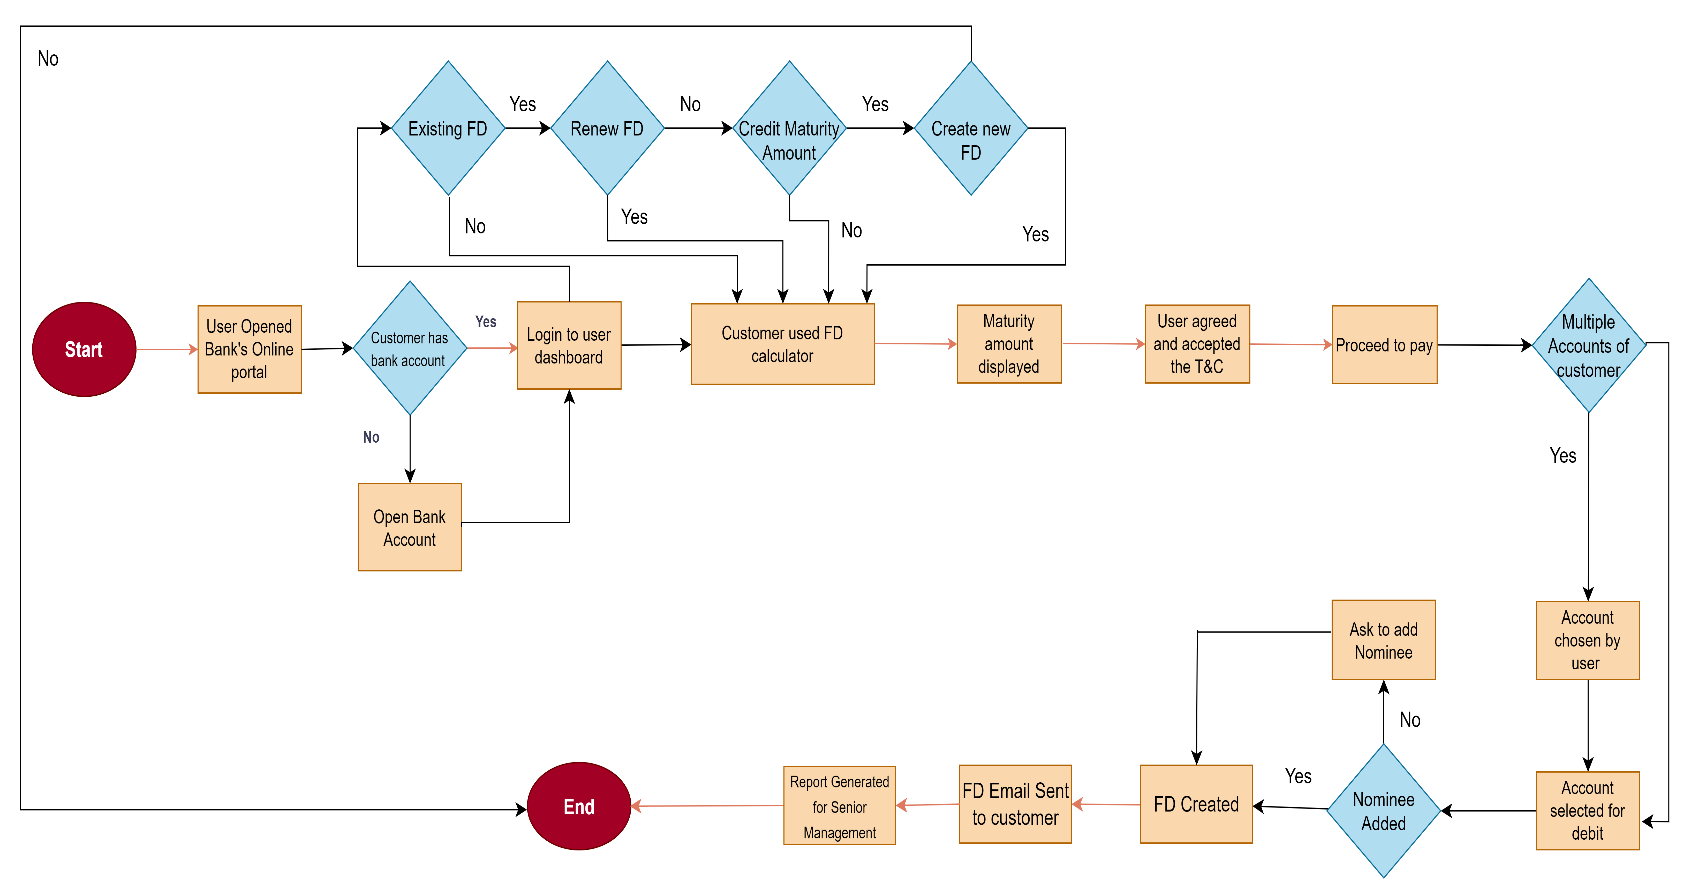 No
Existing FD
Yes
Renew FD
No
Credit Maturity
Amount
Yes
Create new
FD
No
Yes
No
Yes
Start
User Opened
Bank's Online
portal
Customer has
bank account
Yes
No
Login to user
dashboard
Open Bank
Account
Customer used FD
calculator
Maturity
amount
displayed
User agreed
and accepted
the T&C
Proceed to pay
Multiple
Accounts of
customer
Yes
Account
chosen by
user
Account
selected for
debit
Nominee
Added
No
Ask to add
Nominee
Yes
FD Created
FD Email Sent
to customer
Report Generated
for Senior
Management
End